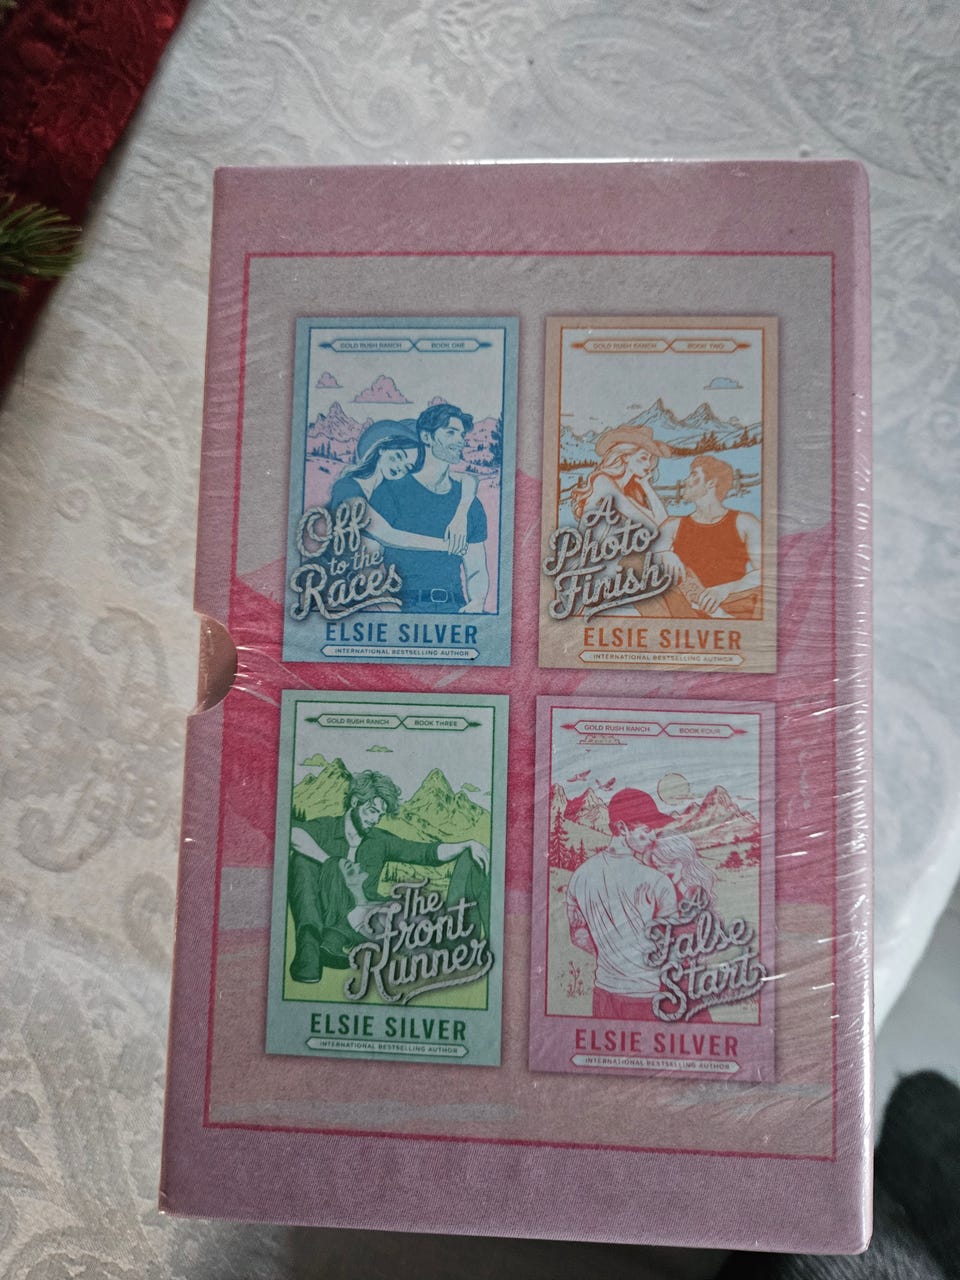 GOLD RUSH RANCH BOOK ONE
Off
to the
Races
ELSIE SILVER
INTERNATIONAL BESTSELLING AUTHOR
GOLD RUSH RANCH BOOK TWO
A
Photo
Finish
ELSIE SILVER
INTERNATIONAL BESTSELLING AUTHOR
GOLD RUSH RANCH BOOK THREE
The
Front
Runner
ELSIE SILVER
INTERNATIONAL BESTSELLING AUTHOR
GOLD RUSH RANCH BOOK FOUR
A
False
Start
ELSIE SILVER
INTERNATIONAL BESTSELLING AUTHOR